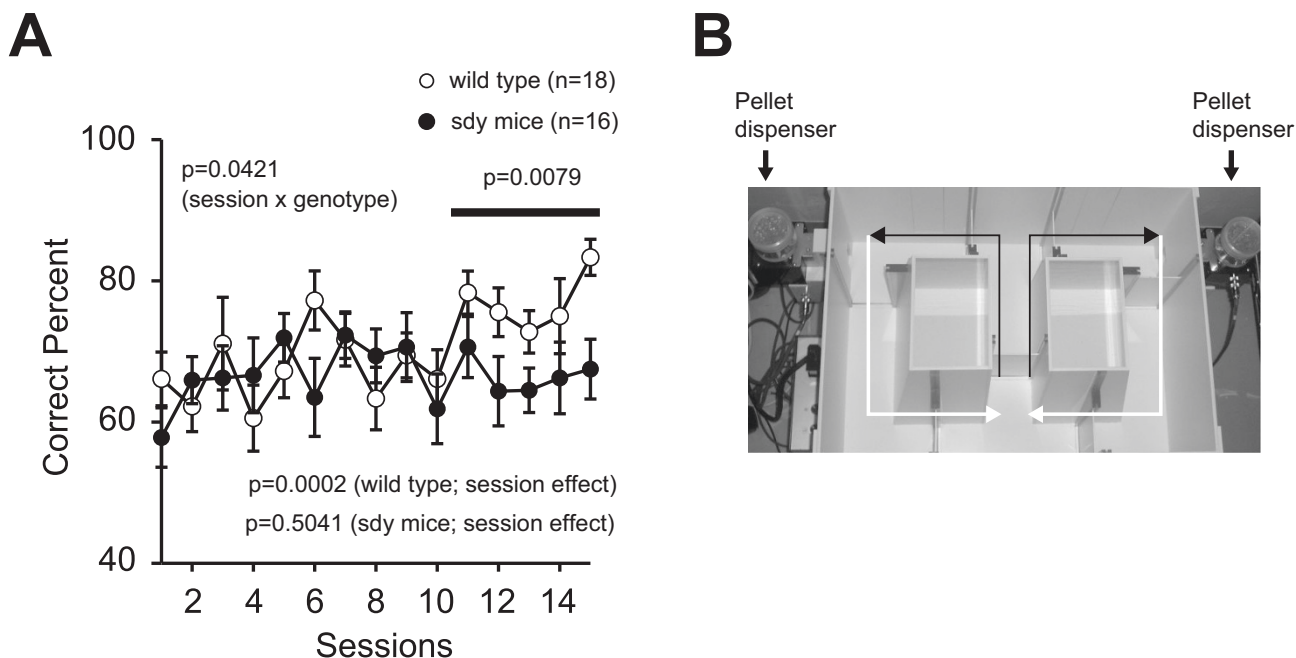 A
wild type (n=18)
sdy mice (n=16)
100
80
60
40
Correct Percent
p=0.0421
(session x genotype)
p=0.0079
p=0.0002 (wild type; session effect)
p=0.5041 (sdy mice; session effect)
2 4 6 8 10 12 14
Sessions
B
Pellet
dispenser
Pellet
dispenser